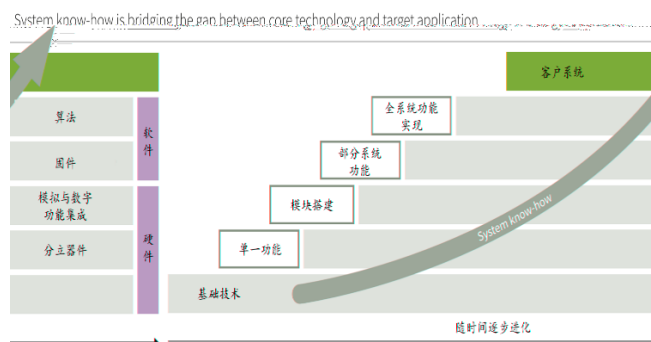 System know-how is bridging the gap between core technology and target application
客户系统
算法
全系统功能
实现
软件
固件
部分系统
功能
模拟与数字
功能集成
模块搭建
硬件
分立器件
单一功能
System know-how
基础技术
随时间逐步进化